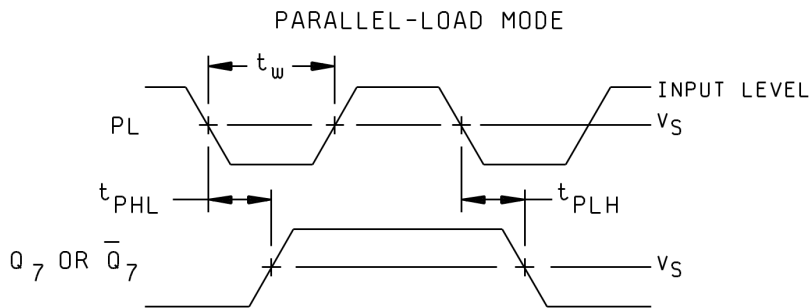 PARALLEL-LOAD MODE
t_w
INPUT LEVEL
PL
V_S
t_PHL
t_PLH
Q_7 OR Q̅_7
V_S